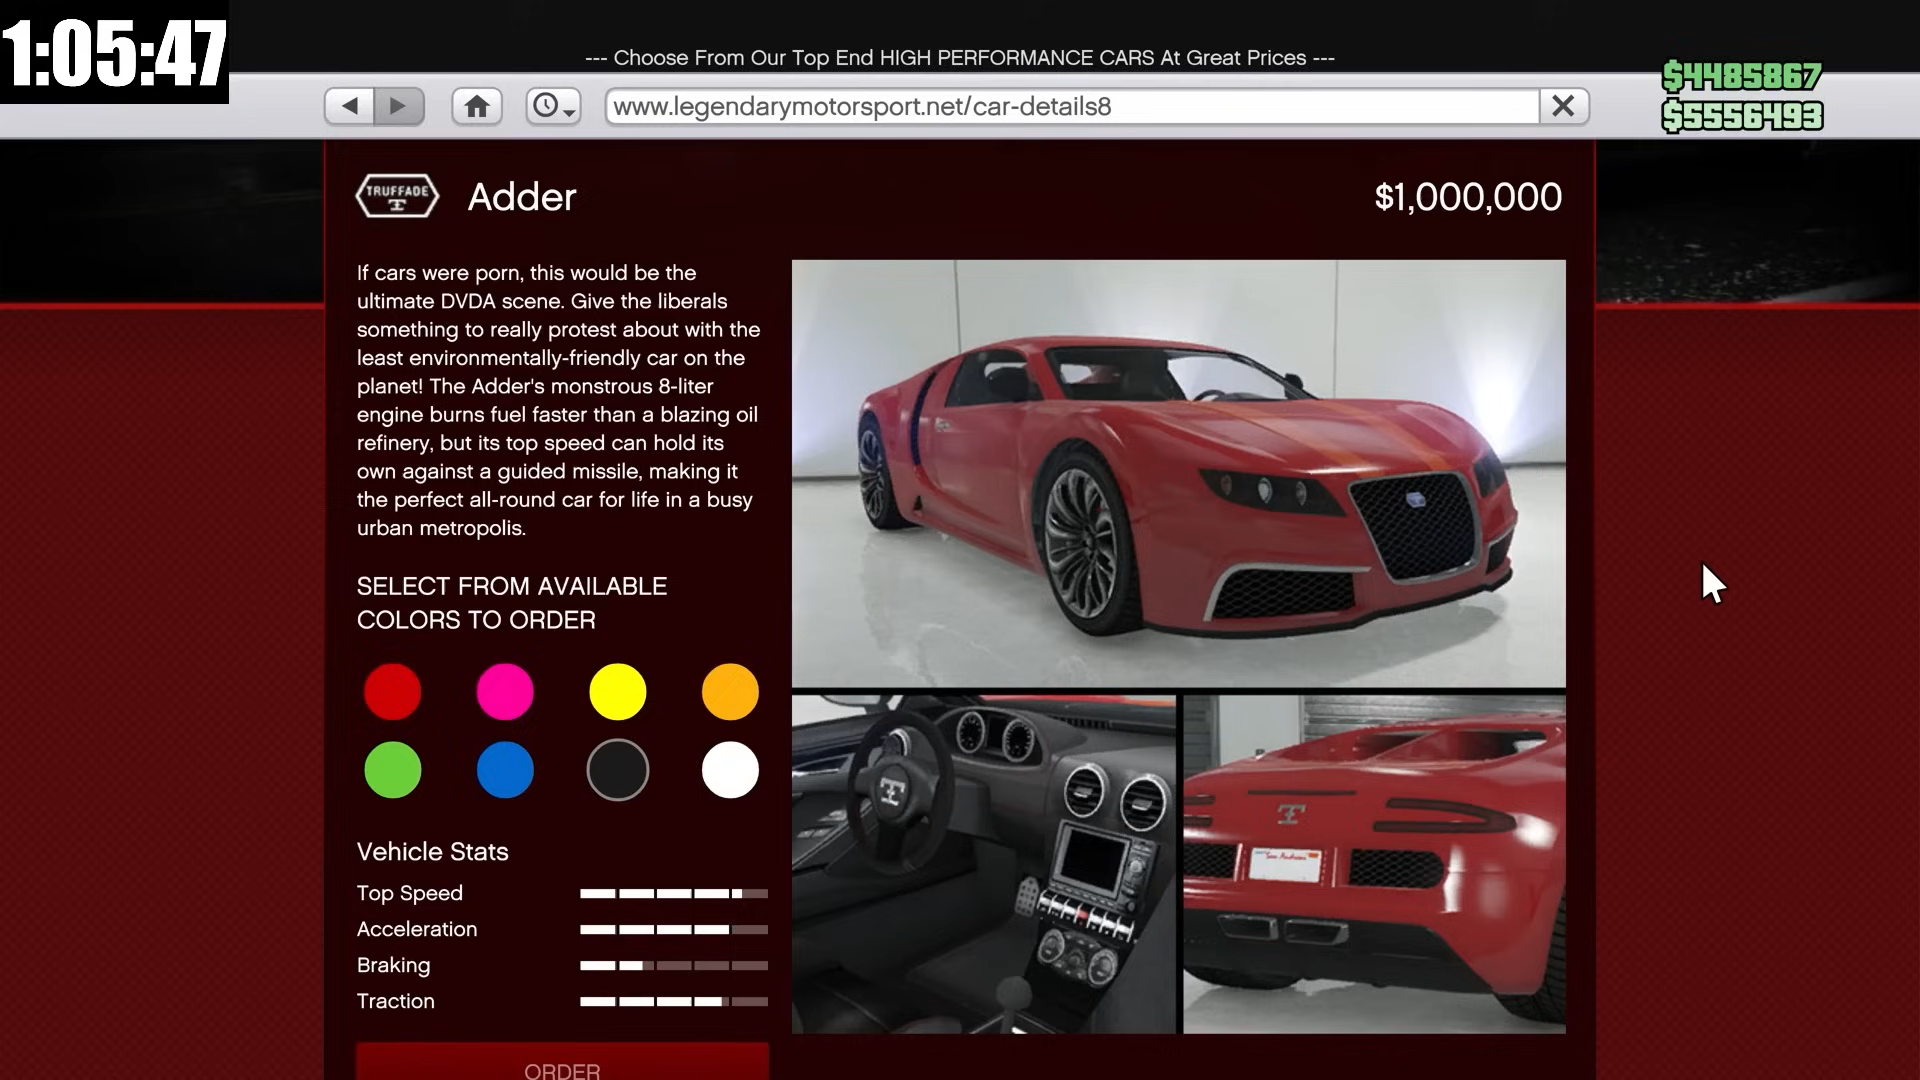 1:05:47
--- Choose From Our Top End HIGH PERFORMANCE CARS At Great Prices ---
$4485867
$5556493
www.legendarymotorsport.net/car-details8
TRUFFADE
Adder
$1,000,000
If cars were porn, this would be the
ultimate DVDA scene. Give the liberals
something to really protest about with the
least environmentally-friendly car on the
planet! The Adder's monstrous 8-liter
engine burns fuel faster than a blazing oil
refinery, but its top speed can hold its
own against a guided missile, making it
the perfect all-round car for life in a busy
urban metropolis.
SELECT FROM AVAILABLE
COLORS TO ORDER
Vehicle Stats
Top Speed
Acceleration
Braking
Traction
San Andreas
ORDER